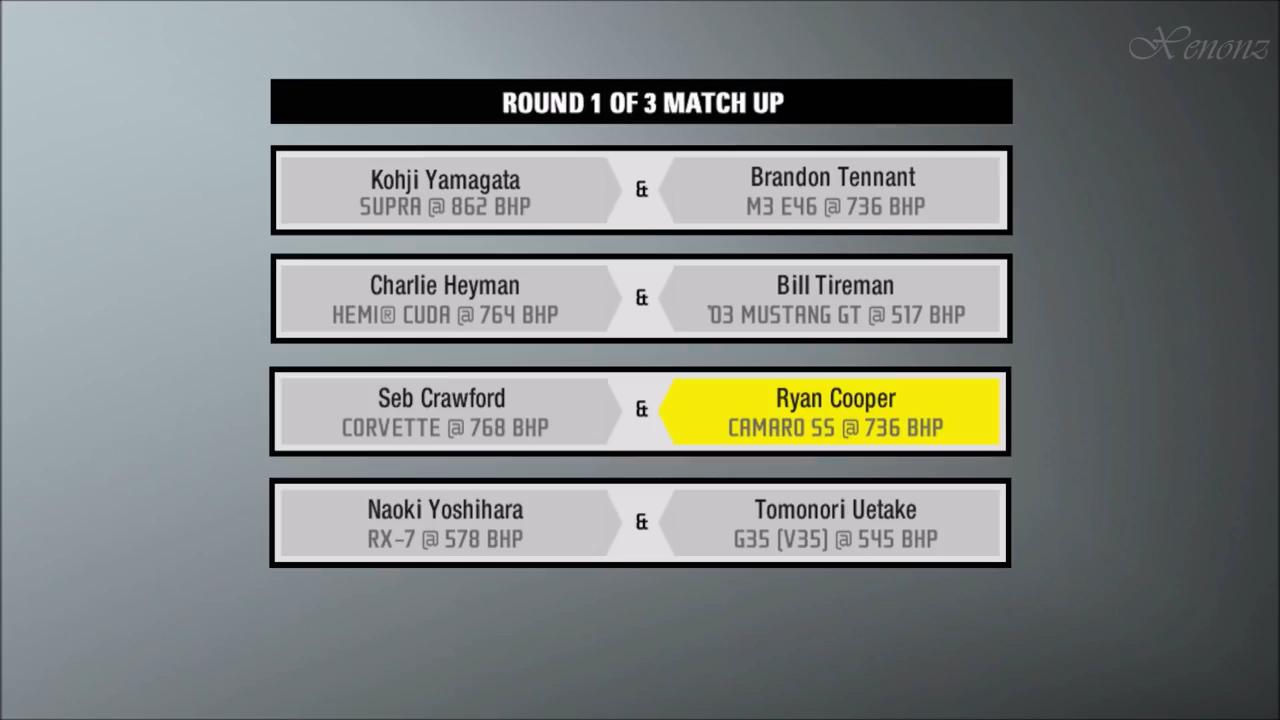 Xenonz
ROUND 1 OF 3 MATCH UP
Kohji Yamagata
SUPRA @ 862 BHP
&
Brandon Tennant
M3 E46 @ 736 BHP
Charlie Heyman
HEMI® CUDA @ 764 BHP
&
Bill Tireman
'03 MUSTANG GT @ 517 BHP
Seb Crawford
CORVETTE @ 768 BHP
&
Ryan Cooper
CAMARO SS @ 736 BHP
Naoki Yoshihara
RX-7 @ 578 BHP
&
Tomonori Uetake
G35 (V35) @ 545 BHP